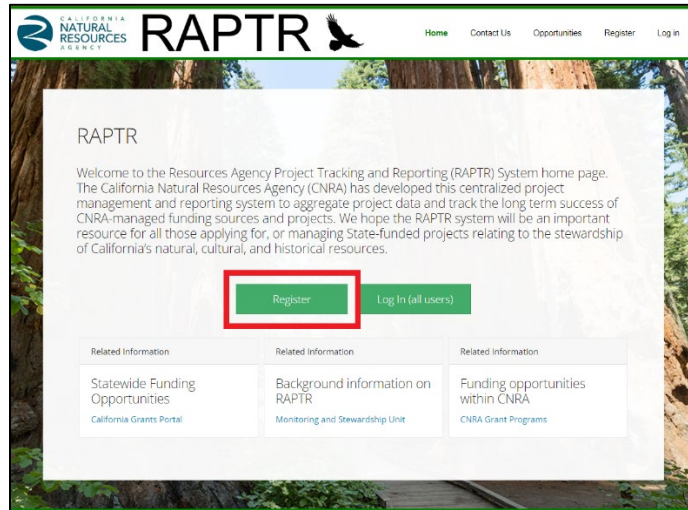 CALIFORNIA
NATURAL
RESOURCES
AGENCY
RAPTR
Home Contact Us Opportunities Register Log in
RAPTR
Welcome to the Resources Agency Project Tracking and Reporting (RAPTR) System home page.
The California Natural Resources Agency (CNRA) has developed this centralized project
management and reporting system to aggregate project data and track the long term success of
CNRA-managed funding sources and projects. We hope the RAPTR system will be an important
resource for all those applying for, or managing State-funded projects relating to the stewardship
of California's natural, cultural, and historical resources.
Register Log In (all users)
Related Information
Statewide Funding
Opportunities
California Grants Portal
Related Information
Background information on
RAPTR
Monitoring and Stewardship Unit
Related Information
Funding opportunities
within CNRA
CNRA Grant Programs